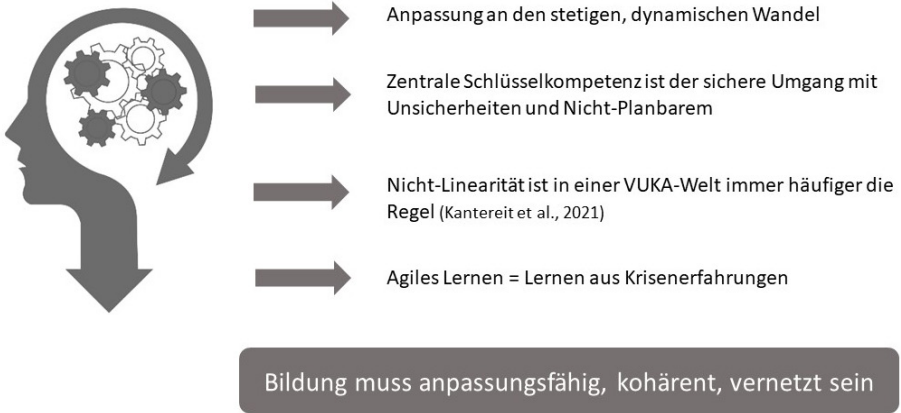 Anpassung an den stetigen, dynamischen Wandel
Zentrale Schlüsselkompetenz ist der sichere Umgang mit
Unsicherheiten und Nicht-Planbarem
Nicht-Linearität ist in einer VUKA-Welt immer häufiger die
Regel (Kantereit et al., 2021)
Agiles Lernen = Lernen aus Krisenerfahrungen
Bildung muss anpassungsfähig, kohärent, vernetzt sein